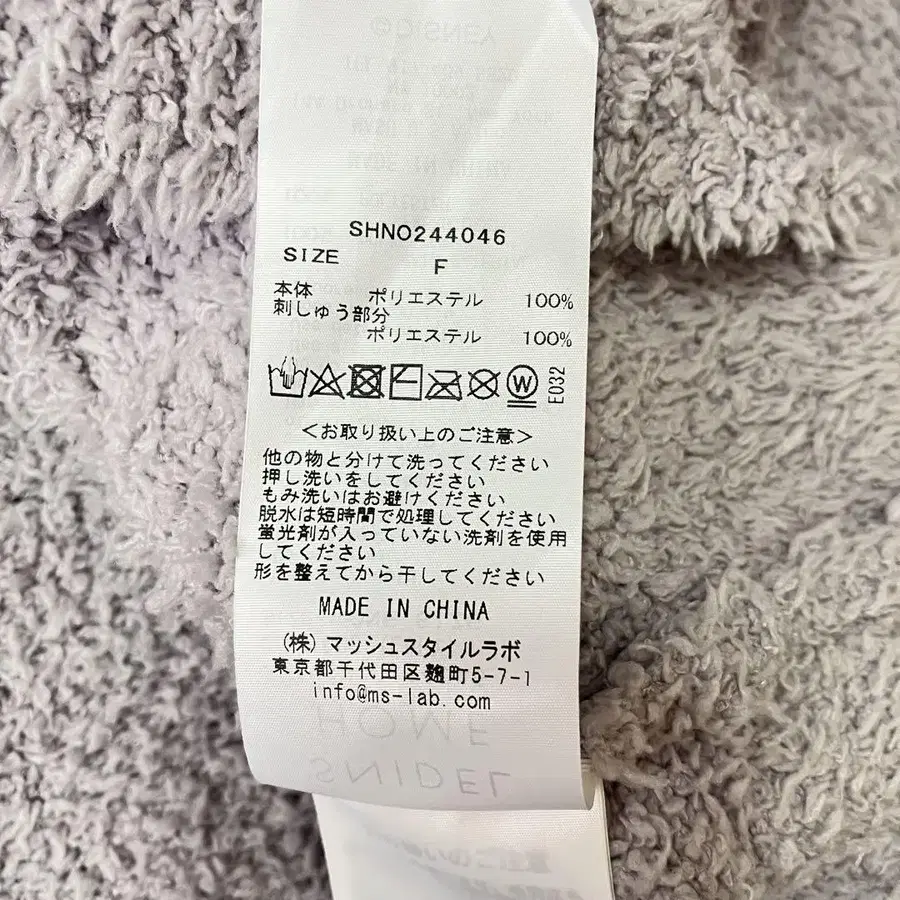 SHNO244046
SIZE F
本体 ポリエステル 100%
刺しゅう部分
ポリエステル 100%
E032
＜お取り扱い上のご注意＞
他の物と分けて洗ってください
押し洗いをしてください
もみ洗いはお避けください
脱水は短時間で処理してください
蛍光剤が入っていない洗剤を使用
してください
形を整えてから干してください
MADE IN CHINA
(株) マッシュスタイルラボ
東京都千代田区麹町5-7-1
info@ms-lab.com
HOME
SNIDEL